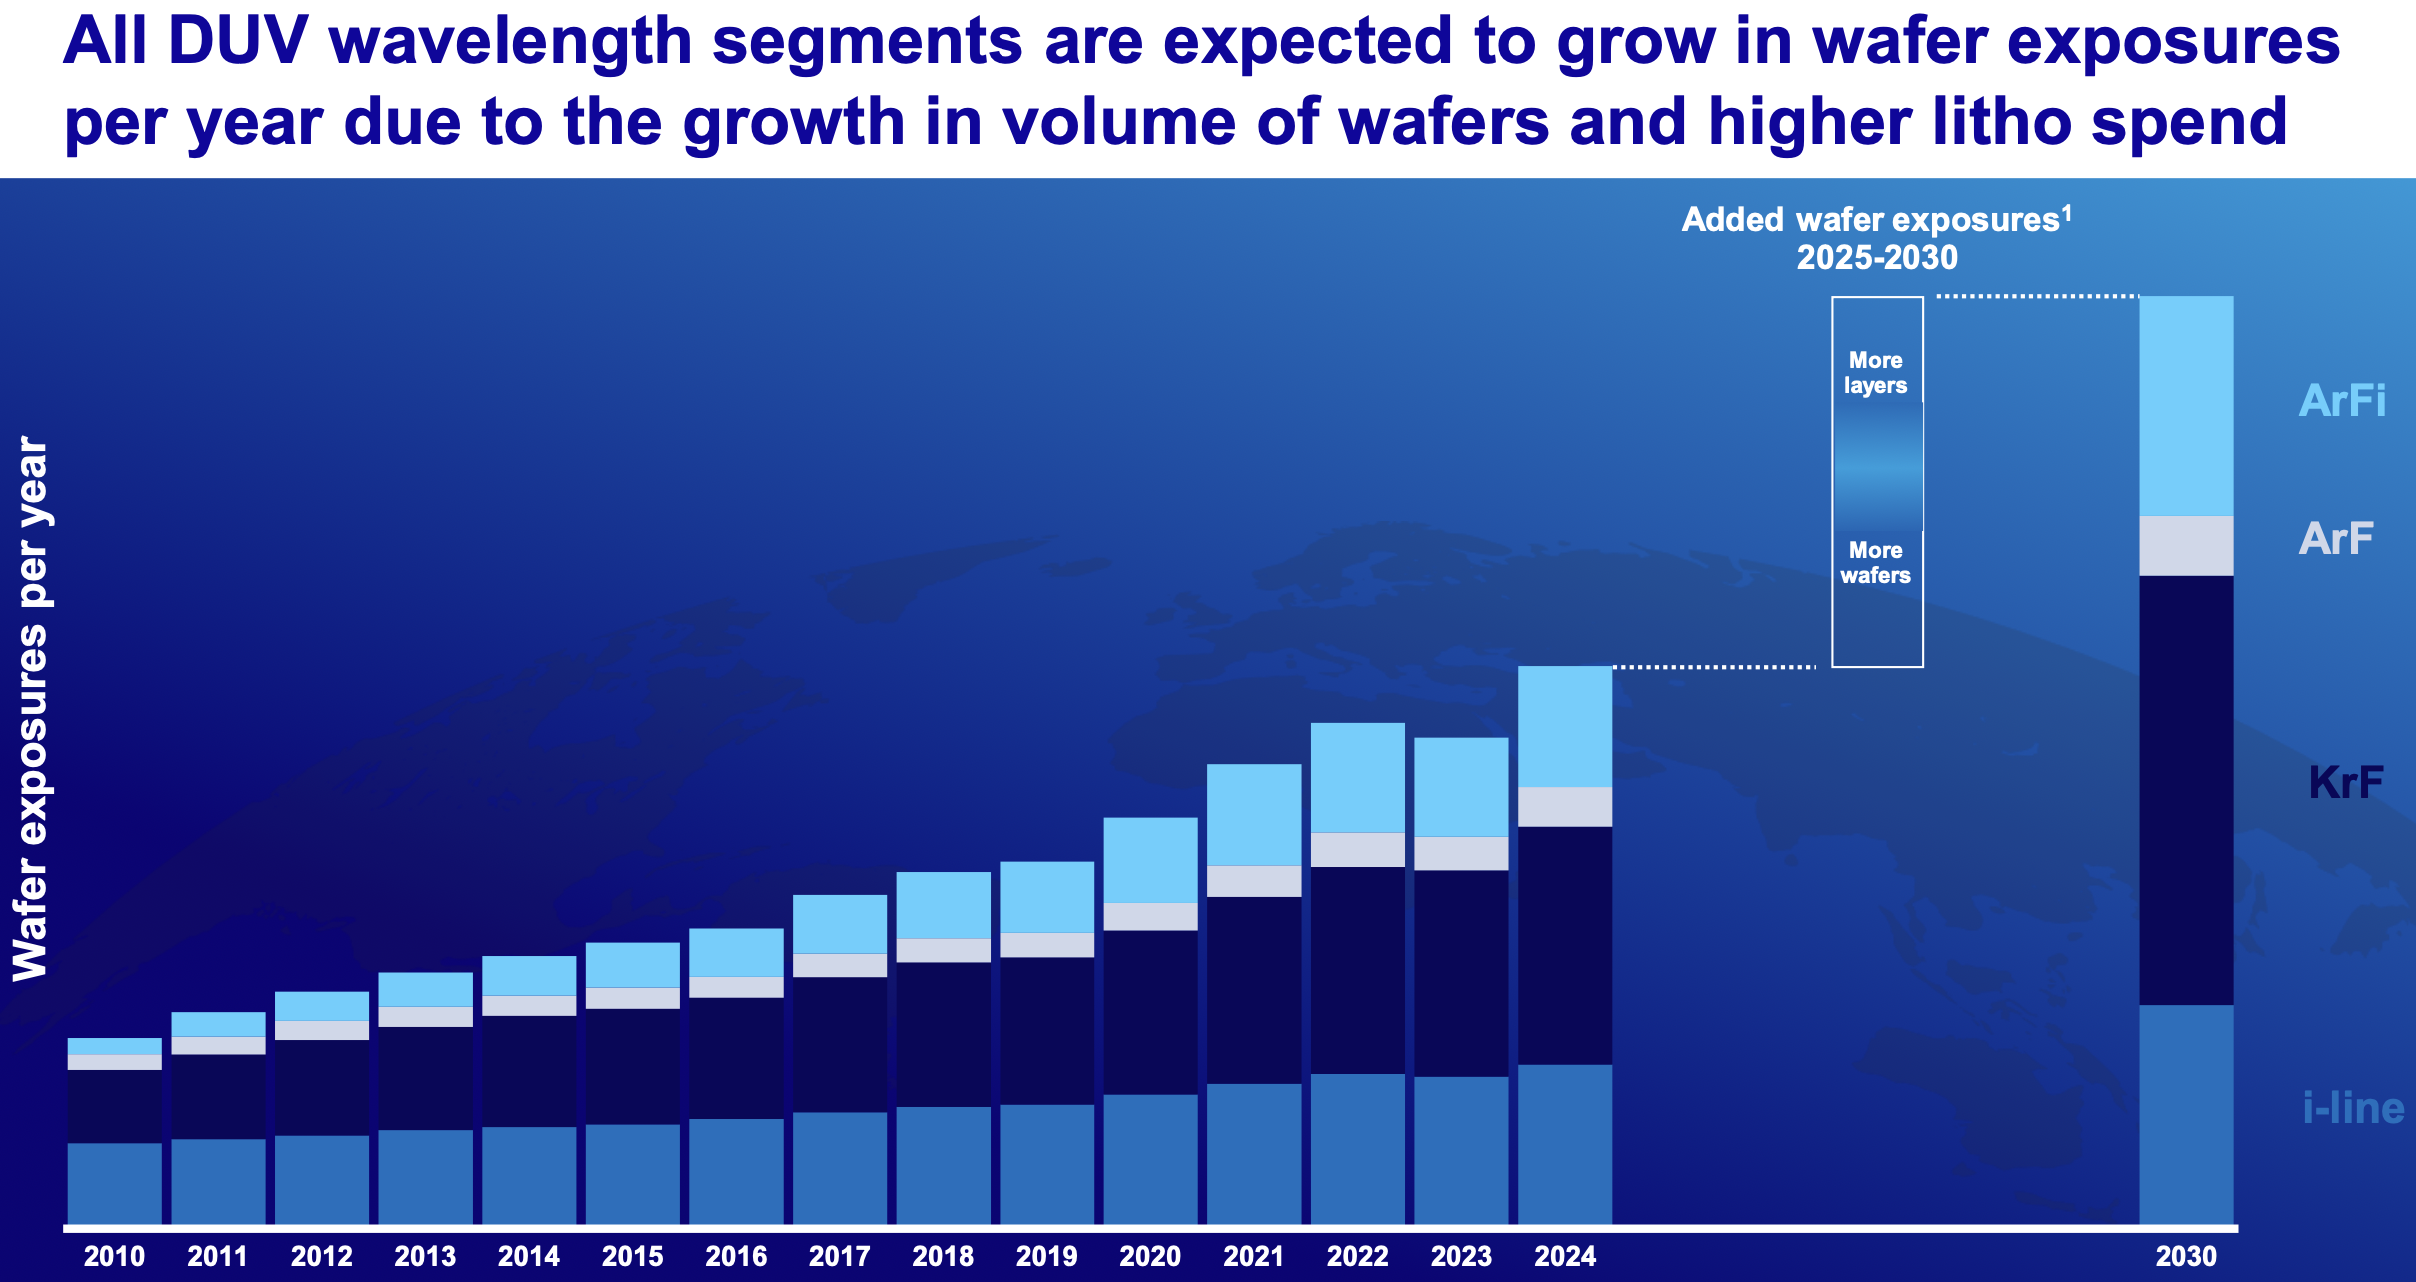 All DUV wavelength segments are expected to grow in wafer exposures
per year due to the growth in volume of wafers and higher litho spend
Added wafer exposures¹
2025-2030
More
layers
More
wafers
ArFi
ArF
KrF
i-line
Wafer exposures per year
2010 2011 2012 2013 2014 2015 2016 2017 2018 2019 2020 2021 2022 2023 2024 2030